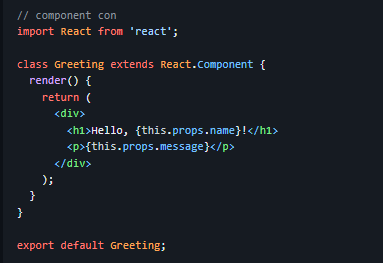 // component con
import React from 'react';
class Greeting extends React.Component {
render() {
return (
<div>
<h1>Hello, {this.props.name}!</h1>
<p>{this.props.message}</p>
</div>
);
}
}
export default Greeting;